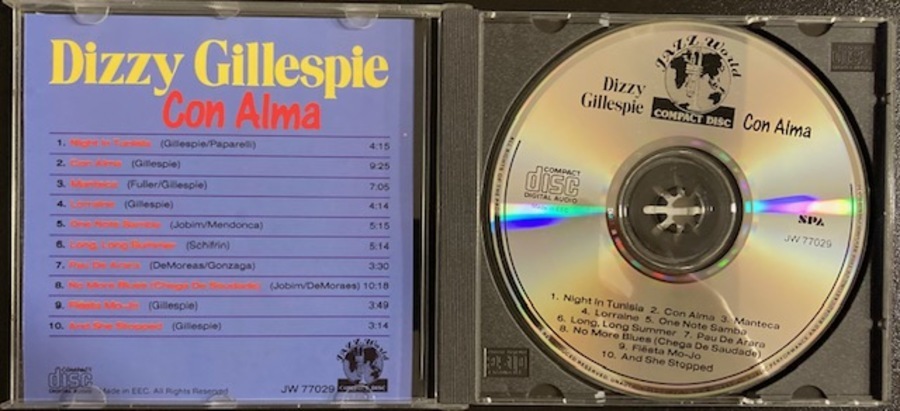 Dizzy Gillespie
Con Alma
1. Night In Tunisia (Gillespie/Paparelli) 4:15
2. Con Alma (Gillespie) 9:25
3. Manteca (Fuller/Gillespie) 7:05
4. Lorraine (Gillespie) 4:14
5. One Note Samba (Jobim/Mendonca) 5:15
6. Long, Long Summer (Schifrin) 5:14
7. Pau De Arara (DeMoreas/Gonzaga) 3:30
8. No More Blues (Chega De Saudade) (Jobim/DeMoraes) 10:18
9. Fiësta Mo-Jo (Gillespie) 3:49
10. And She Stopped (Gillespie) 3:14
COMPACT
disc
DIGITAL AUDIO
Made in EEC. All Rights Reserved
JW 77029
JAZZ World
COMPACT DISC
JAZZ World
COMPACT DISC
Dizzy
Gillespie
Con Alma
COMPACT
disc
DIGITAL AUDIO
SPA
JW 77029
1. Night In Tunisia 2. Con Alma 3. Manteca
4. Lorraine 5. One Note Samba
6. Long, Long Summer 7. Pau De Arara
8. No More Blues (Chega De Saudade)
9. Fiësta Mo-Jo
10. And She Stopped